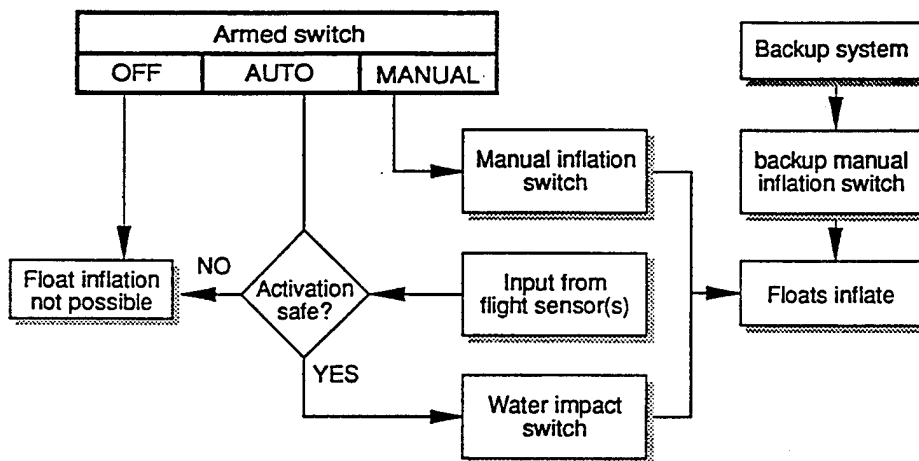 Armed switch
OFF
AUTO
MANUAL
Backup system
Manual inflation
switch
backup manual
inflation switch
NO
Float inflation
not possible
Activation
safe?
Input from
flight sensor(s)
Floats inflate
YES
Water impact
switch